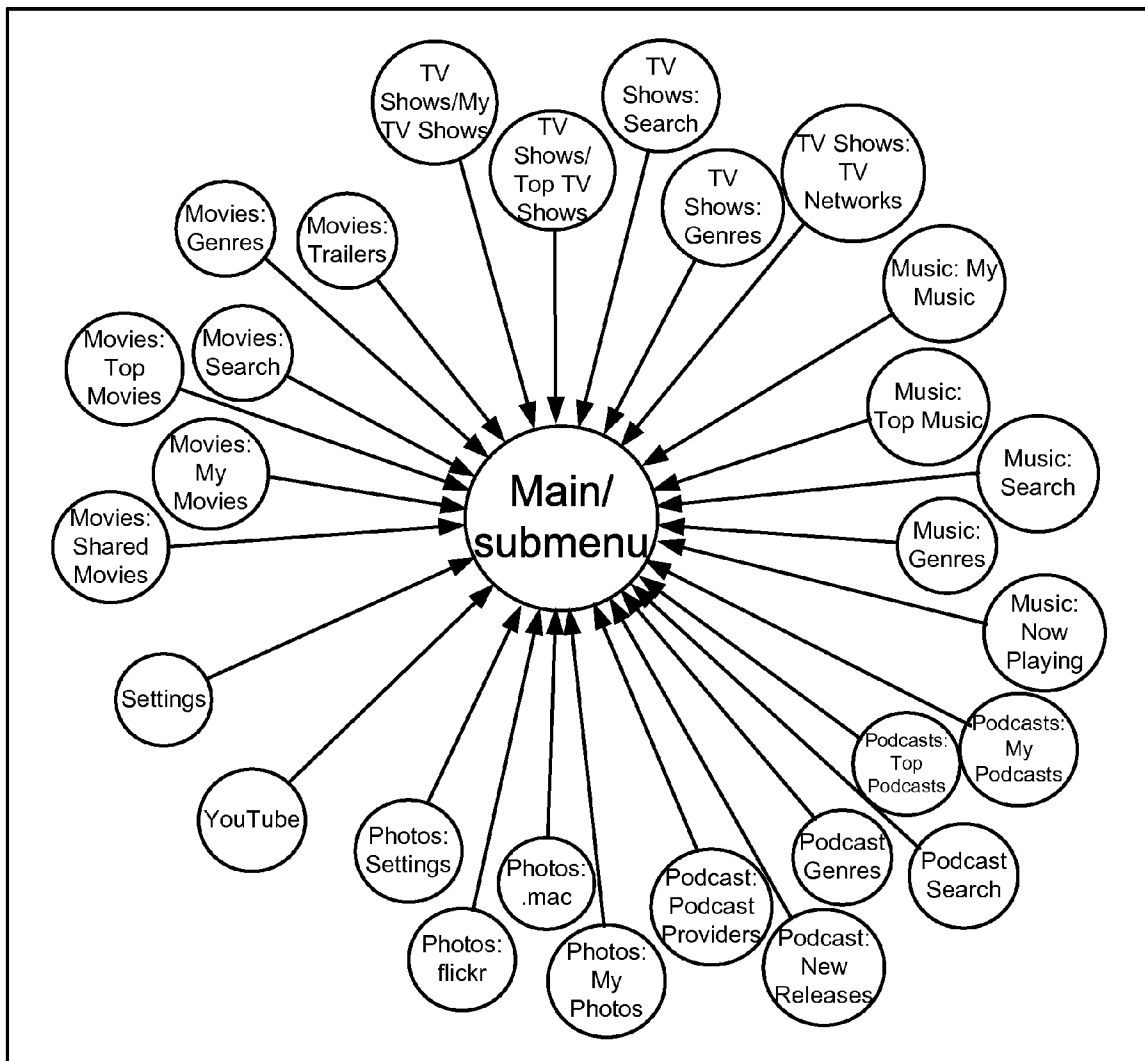 TV
Shows/My
TV Shows
TV
Shows/
Top TV
Shows
TV
Shows:
Search
TV
Shows:
Genres
TV Shows:
TV
Networks
Music: My
Music
Music:
Top Music
Music:
Search
Music:
Genres
Music:
Now
Playing
Podcasts:
My
Podcasts
Podcasts:
Top
Podcasts
Podcast
Search
Podcast
Genres
Podcast:
New
Releases
Podcast:
Podcast
Providers
Photos:
My
Photos
Photos:
.mac
Photos:
flickr
Photos:
Settings
YouTube
Settings
Movies:
Shared
Movies
Movies:
My
Movies
Movies:
Top
Movies
Movies:
Search
Movies:
Genres
Movies:
Trailers
Main/
submenu